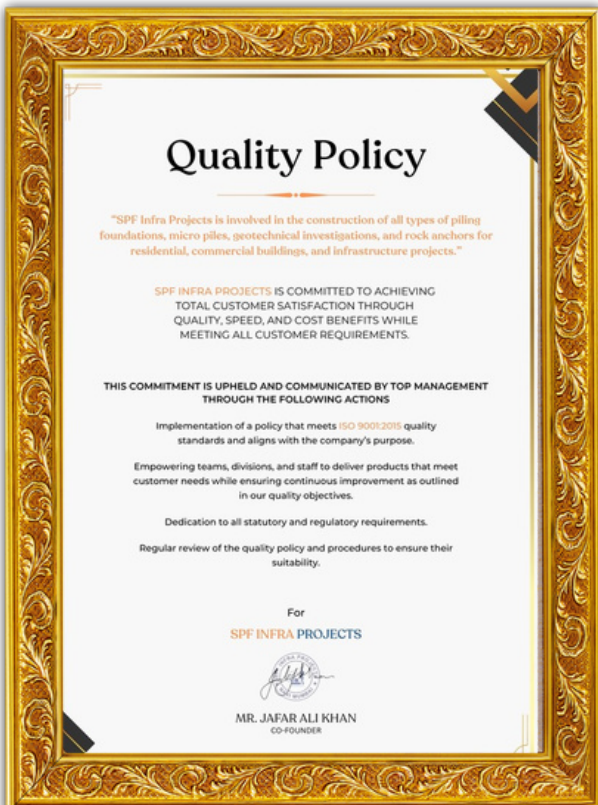 Quality Policy
"SPF Infra Projects is involved in the construction of all types of piling
foundations, micro piles, geotechnical investigations, and rock anchors for
residential, commercial buildings, and infrastructure projects."
SPF INFRA PROJECTS IS COMMITTED TO ACHIEVING
TOTAL CUSTOMER SATISFACTION THROUGH
QUALITY, SPEED, AND COST BENEFITS WHILE
MEETING ALL CUSTOMER REQUIREMENTS.
THIS COMMITMENT IS UPHELD AND COMMUNICATED BY TOP MANAGEMENT
THROUGH THE FOLLOWING ACTIONS
Implementation of a policy that meets ISO 9001:2015 quality
standards and aligns with the company's purpose.
Empowering teams, divisions, and staff to deliver products that meet
customer needs while ensuring continuous improvement as outlined
in our quality objectives.
Dedication to all statutory and regulatory requirements.
Regular review of the quality policy and procedures to ensure their
suitability.
For
SPF INFRA PROJECTS
MR. JAFAR ALI KHAN
CO-FOUNDER